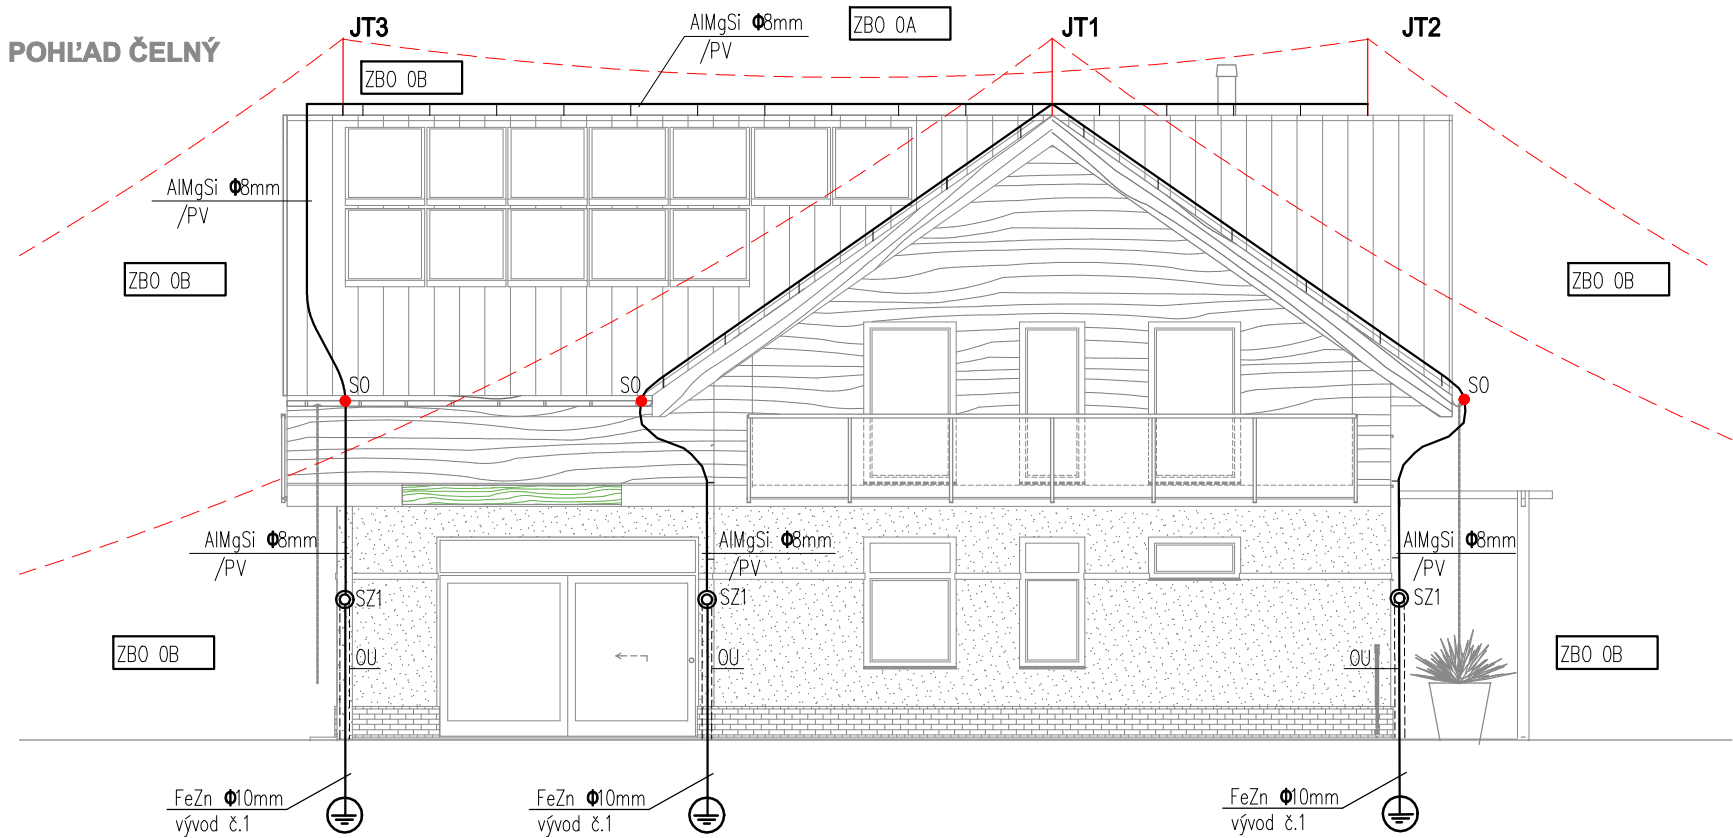 POHĽAD ČELNÝ
JT3
AlMgSi Φ8mm
/PV
ZBO 0A
JT1
JT2
ZBO 0B
AlMgSi Φ8mm
/PV
ZBO 0B
ZBO 0B
SO
SO
SO
AlMgSi Φ8mm
/PV
AlMgSi Φ8mm
/PV
AlMgSi Φ8mm
/PV
SZ1
SZ1
SZ1
ZBO 0B
OU
OU
OU
ZBO 0B
FeZn Φ10mm
vývod č.1
FeZn Φ10mm
vývod č.1
FeZn Φ10mm
vývod č.1